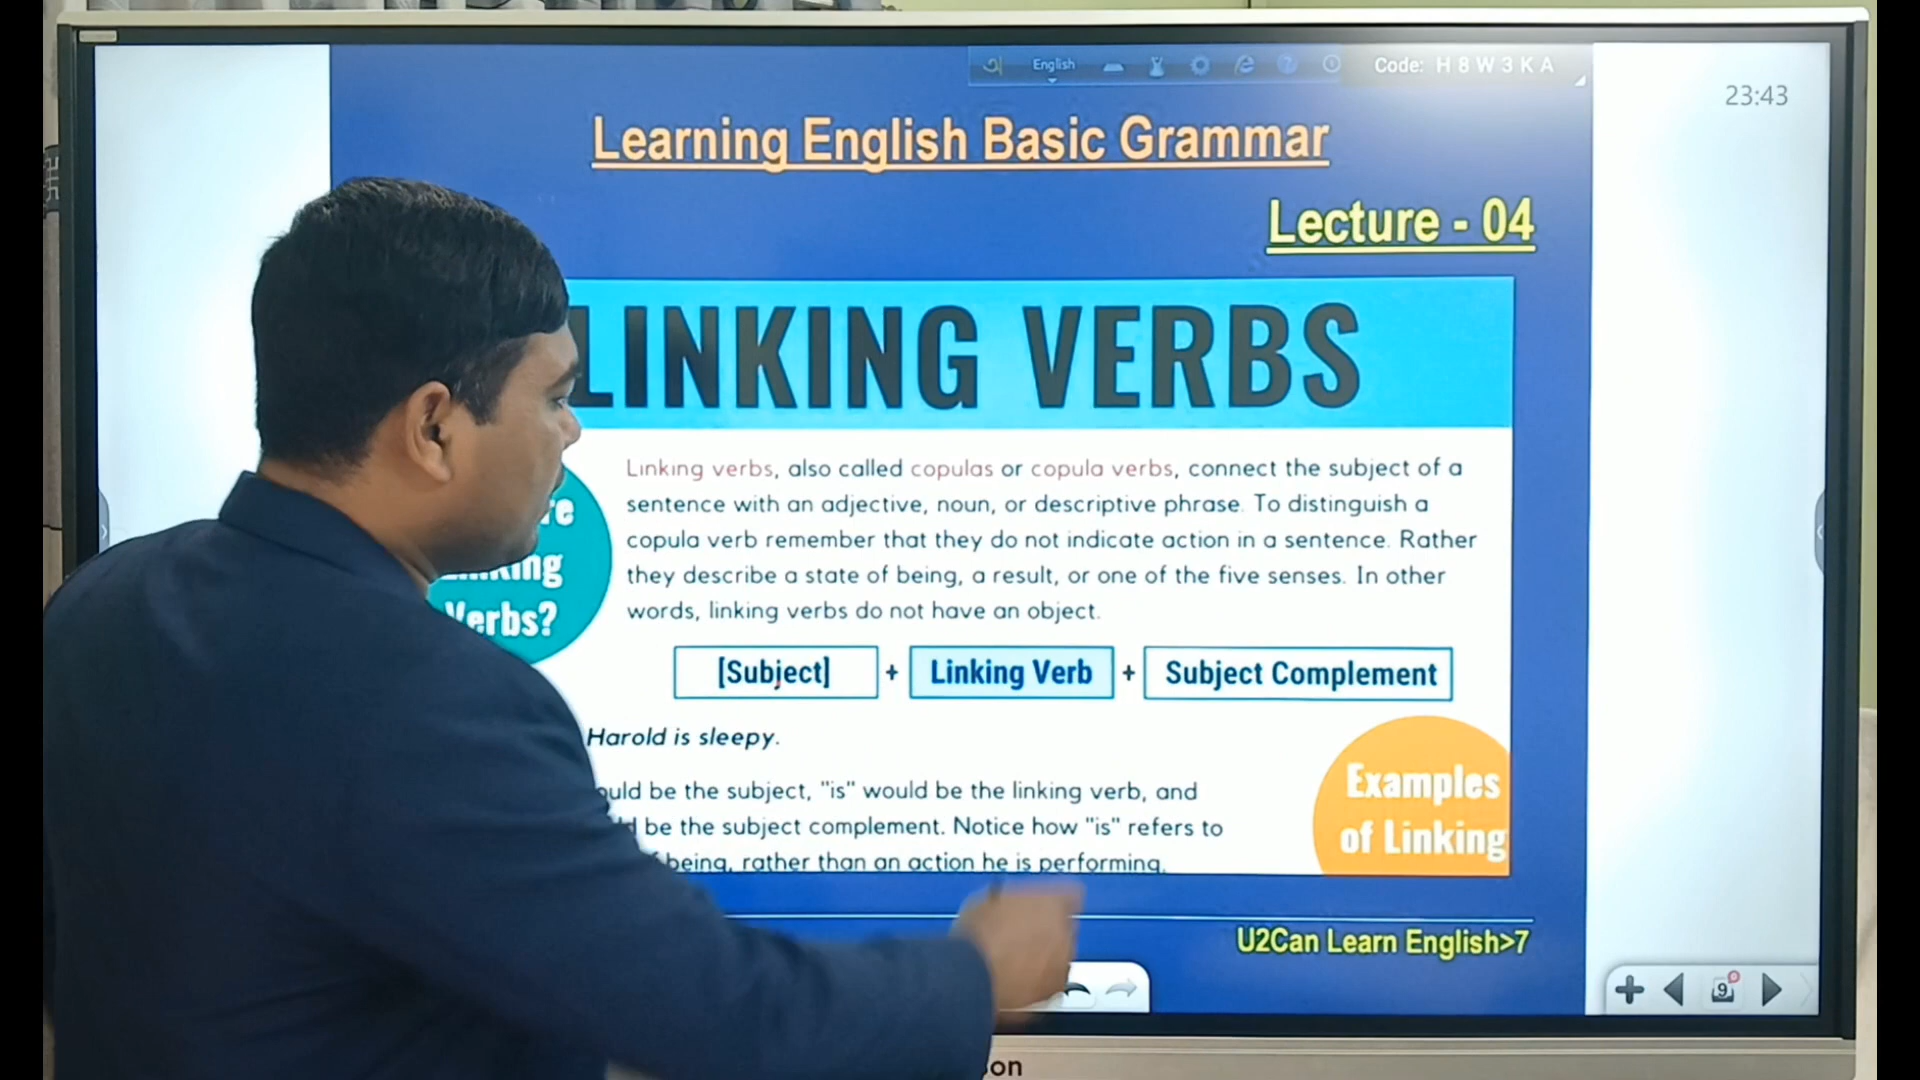 English
Code: H 8 W 3 K A
23:43
Learning English Basic Grammar
Lecture - 04
LINKING VERBS
Linking verbs, also called copulas or copula verbs, connect the subject of a
sentence with an adjective, noun, or descriptive phrase. To distinguish a
copula verb remember that they do not indicate action in a sentence. Rather
they describe a state of being, a result, or one of the five senses. In other
words, linking verbs do not have an object.
Verbs?
[Subject] + Linking Verb + Subject Complement
Harold is sleepy.
be the subject, "is" would be the linking verb, and
be the subject complement. Notice how "is" refers to
being, rather than an action he is performing.
Examples
of Linking
U2Can Learn English>7
9